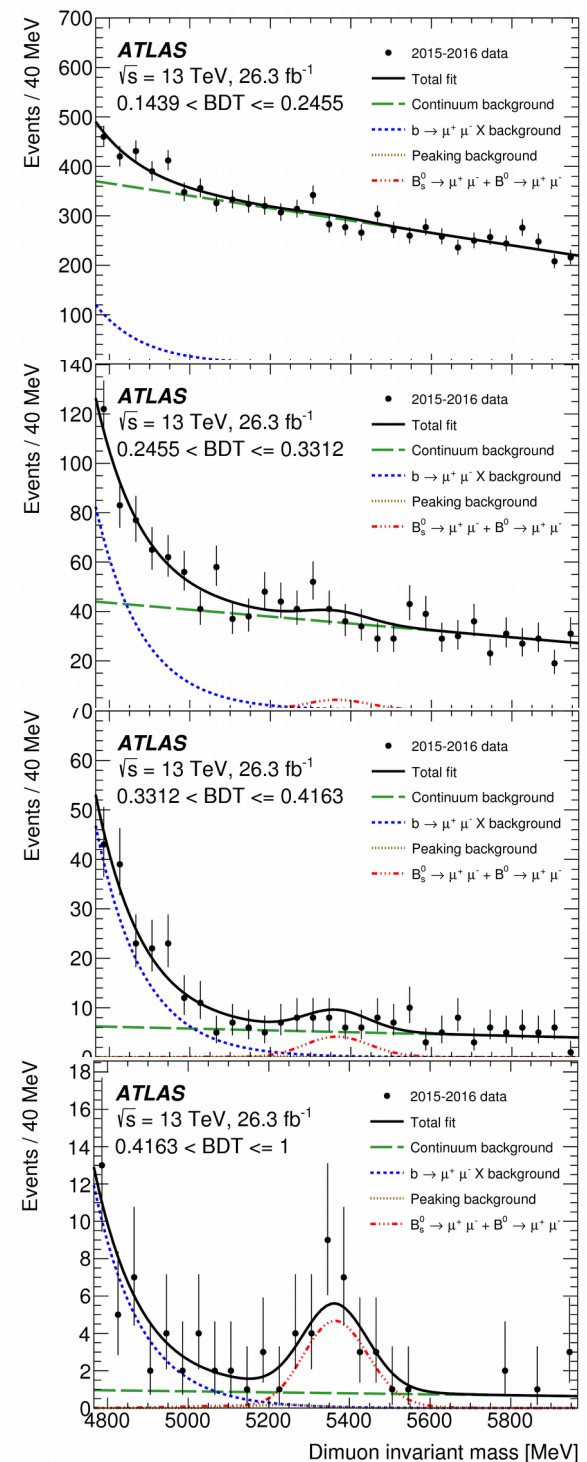 Events / 40 MeV
700
600
500
400
300
200
100
0
ATLAS
√s = 13 TeV, 26.3 fb⁻¹
0.1439 < BDT <= 0.2455
2015-2016 data
Total fit
Continuum background
b → μ⁺ μ⁻ X background
Peaking background
B⁰ₛ → μ⁺ μ⁻ + B⁰ → μ⁺ μ⁻
Events / 40 MeV
140
120
100
80
60
40
20
ATLAS
√s = 13 TeV, 26.3 fb⁻¹
0.2455 < BDT <= 0.3312
2015-2016 data
Total fit
Continuum background
b → μ⁺ μ⁻ X background
Peaking background
B⁰ₛ → μ⁺ μ⁻ + B⁰ → μ⁺ μ⁻
Events / 40 MeV
60
50
40
30
20
10
0
ATLAS
√s = 13 TeV, 26.3 fb⁻¹
0.3312 < BDT <= 0.4163
2015-2016 data
Total fit
Continuum background
b → μ⁺ μ⁻ X background
Peaking background
B⁰ₛ → μ⁺ μ⁻ + B⁰ → μ⁺ μ⁻
Events / 40 MeV
18
16
14
12
10
8
6
4
2
0
ATLAS
√s = 13 TeV, 26.3 fb⁻¹
0.4163 < BDT <= 1
2015-2016 data
Total fit
Continuum background
b → μ⁺ μ⁻ X background
Peaking background
B⁰ₛ → μ⁺ μ⁻ + B⁰ → μ⁺ μ⁻
4800 5000 5200 5400 5600 5800
Dimuon invariant mass [MeV]